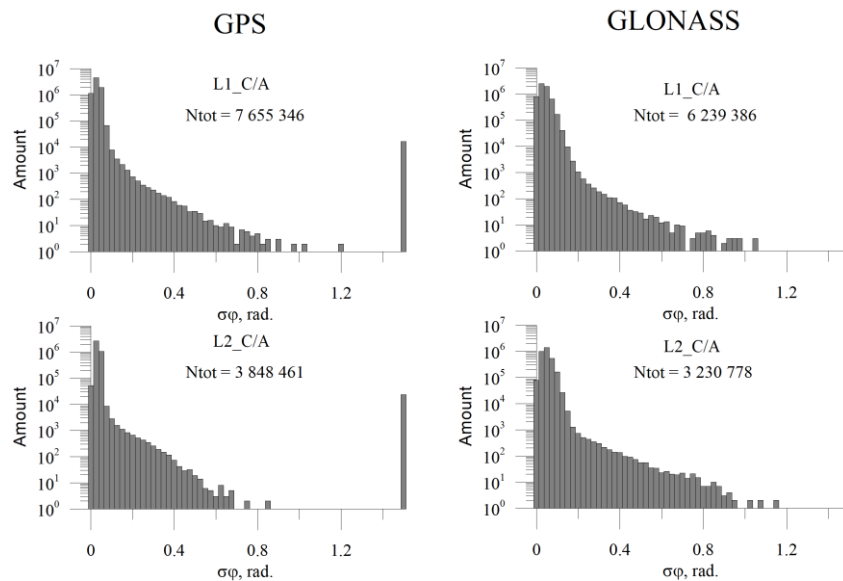 GPS
GLONASS
L1_C/A
Ntot = 7 655 346
Amount
10⁷
10⁶
10⁵
10⁴
10³
10²
10¹
10⁰
0
0.4
0.8
1.2
σφ, rad.
L1_C/A
Ntot = 6 239 386
Amount
10⁷
10⁶
10⁵
10⁴
10³
10²
10¹
10⁰
0
0.4
0.8
1.2
σφ, rad.
L2_C/A
Ntot = 3 848 461
Amount
10⁷
10⁶
10⁵
10⁴
10³
10²
10¹
10⁰
0
0.4
0.8
1.2
σφ, rad.
L2_C/A
Ntot = 3 230 778
Amount
10⁷
10⁶
10⁵
10⁴
10³
10²
10¹
10⁰
0
0.4
0.8
1.2
σφ, rad.